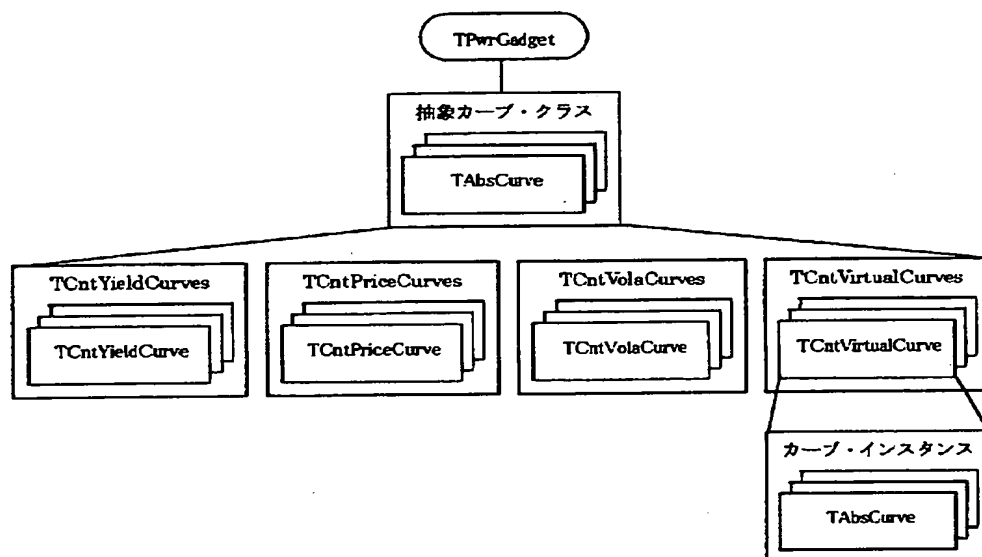 TPwrGadget
抽象カーブ・クラス
TAbsCurve
TCntYieldCurves
TCntPriceCurves
TCntVolaCurves
TCntVirtualCurves
TCntYieldCurve
TCntPriceCurve
TCntVolaCurve
TCntVirtualCurve
カーブ・インスタンス
TAbsCurve